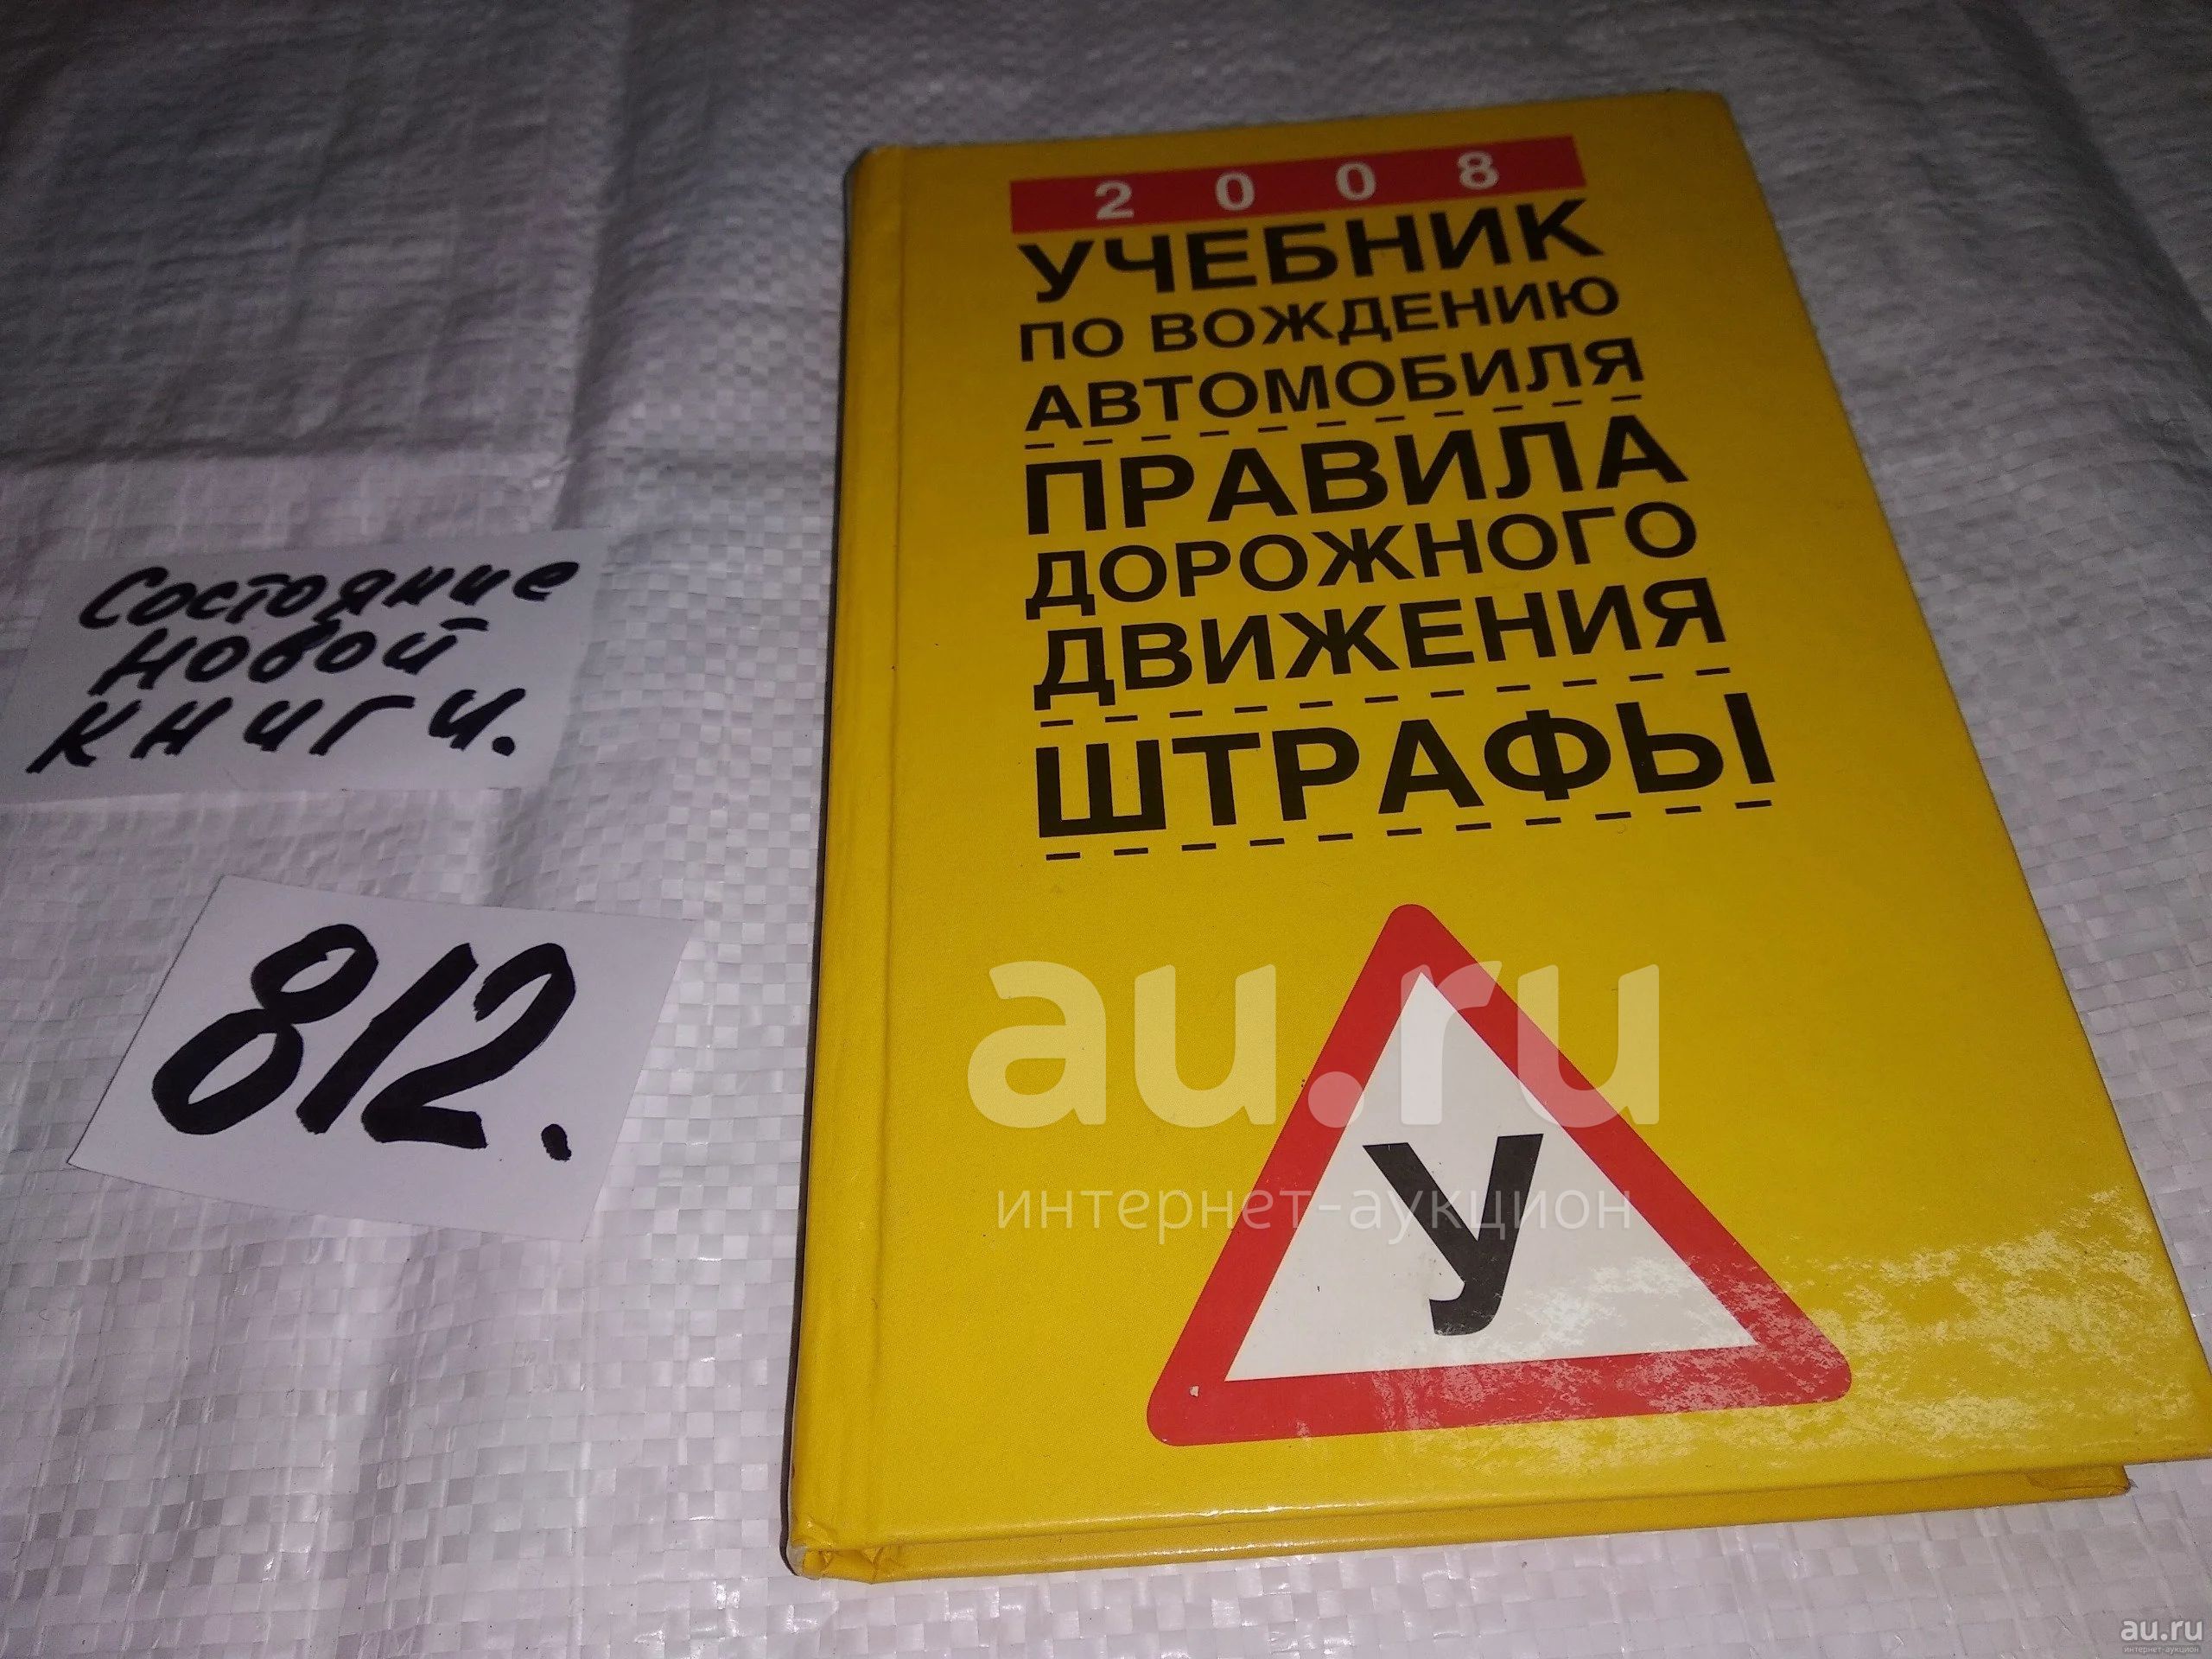 2008
УЧЕБНИК
ПО ВОЖДЕНИЮ
АВТОМОБИЛЯ
ПРАВИЛА
ДОРОЖНОГО
ДВИЖЕНИЯ
ШТРАФЫ
У
Состояние
новой
книги.
812.
au.ru
интернет-аукцион
au.ru
интернет-аукцион